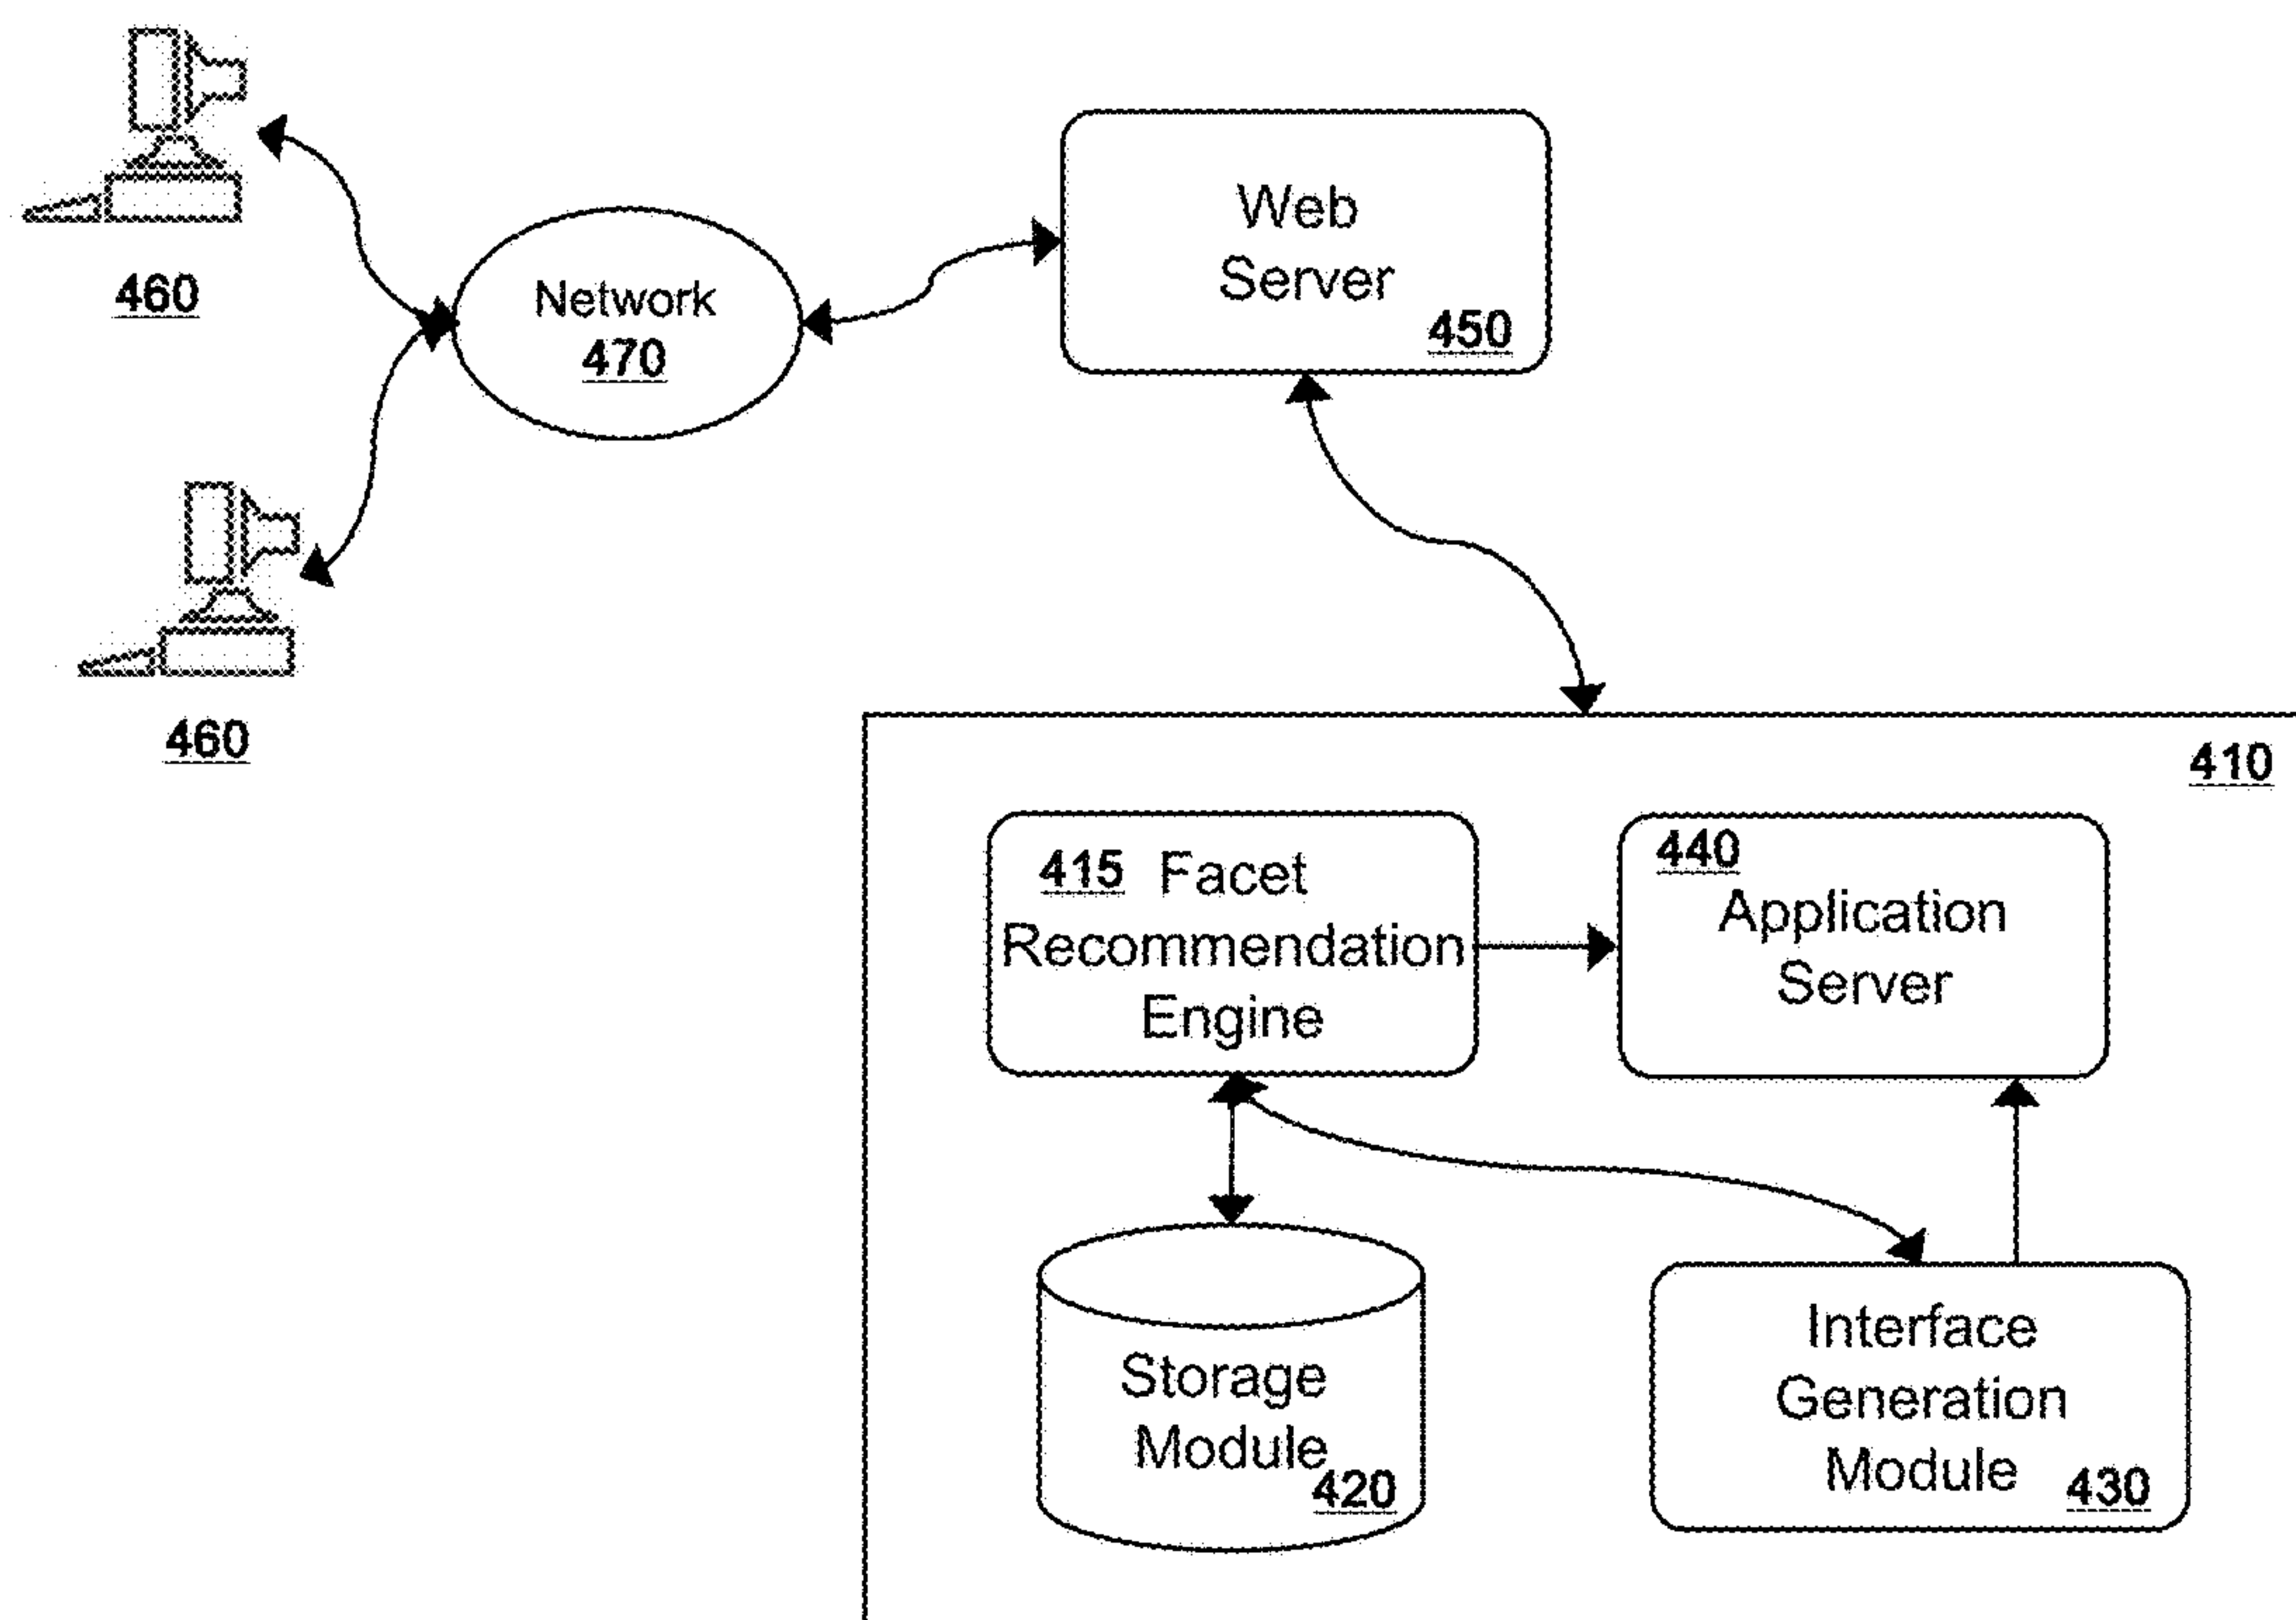 460
Network
470
Web
Server
450
460
410
415 Facet
Recommendation
Engine
440
Application
Server
Storage
Module
420
Interface
Generation
Module
430